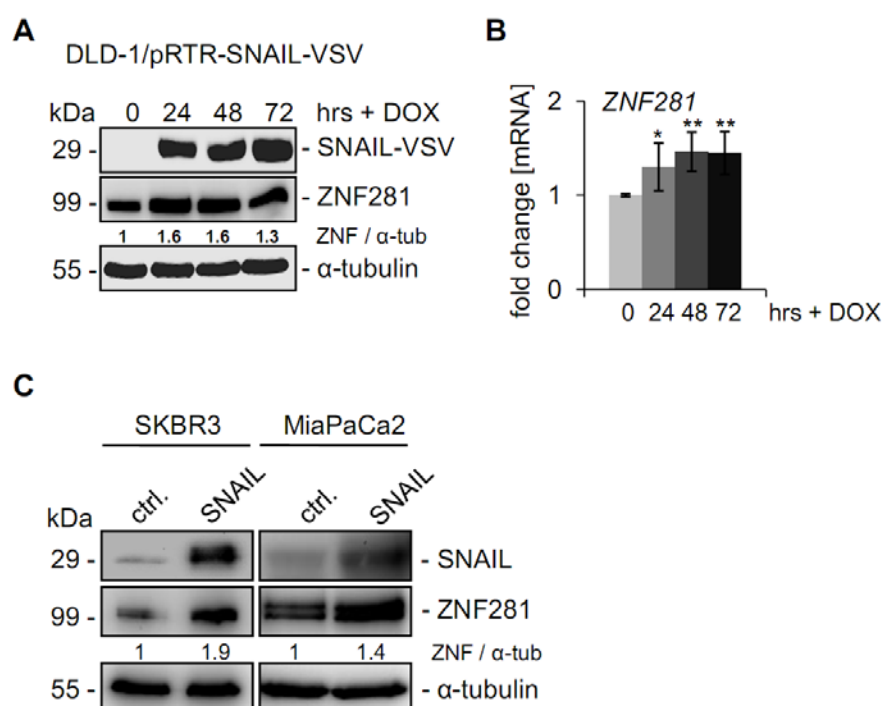 A
DLD-1/pRTR-SNAIL-VSV
kDa 0 24 48 72 hrs + DOX
29 - - SNAIL-VSV
99 - - ZNF281
1 1.6 1.6 1.3 ZNF / α-tub
55 - - α-tubulin
B
fold change [mRNA]
2
1
0
ZNF281
* ** **
0 24 48 72 hrs + DOX
C
SKBR3 MiaPaCa2
kDa ctrl. SNAIL ctrl. SNAIL
29 - - SNAIL
99 - - ZNF281
1 1.9 1 1.4 ZNF / α-tub
55 - - α-tubulin